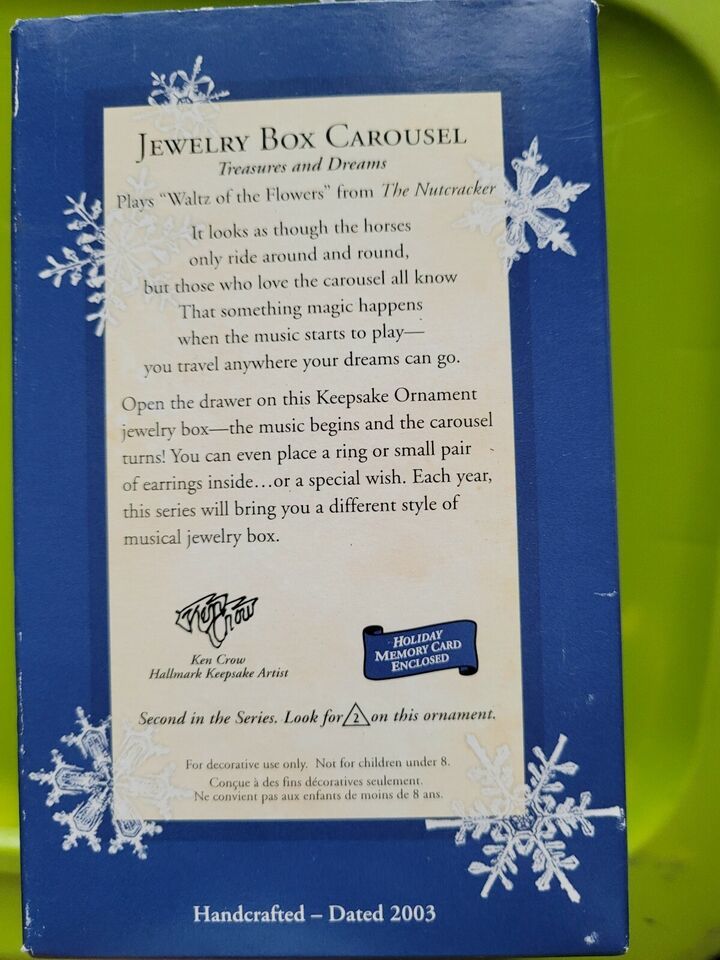 JEWELRY BOX CAROUSEL
Treasures and Dreams
Plays “Waltz of the Flowers” from The Nutcracker
It looks as though the horses
only ride around and round,
but those who love the carousel all know
That something magic happens
when the music starts to play—
you travel anywhere your dreams can go.
Open the drawer on this Keepsake Ornament
jewelry box—the music begins and the carousel
turns! You can even place a ring or small pair
of earrings inside…or a special wish. Each year,
this series will bring you a different style of
musical jewelry box.
Ken Crow
Ken Crow
Hallmark Keepsake Artist
HOLIDAY
MEMORY CARD
ENCLOSED
Second in the Series. Look for 2 on this ornament.
For decorative use only. Not for children under 8.
Conçue à des fins décoratives seulement.
Ne convient pas aux enfants de moins de 8 ans.
Handcrafted – Dated 2003